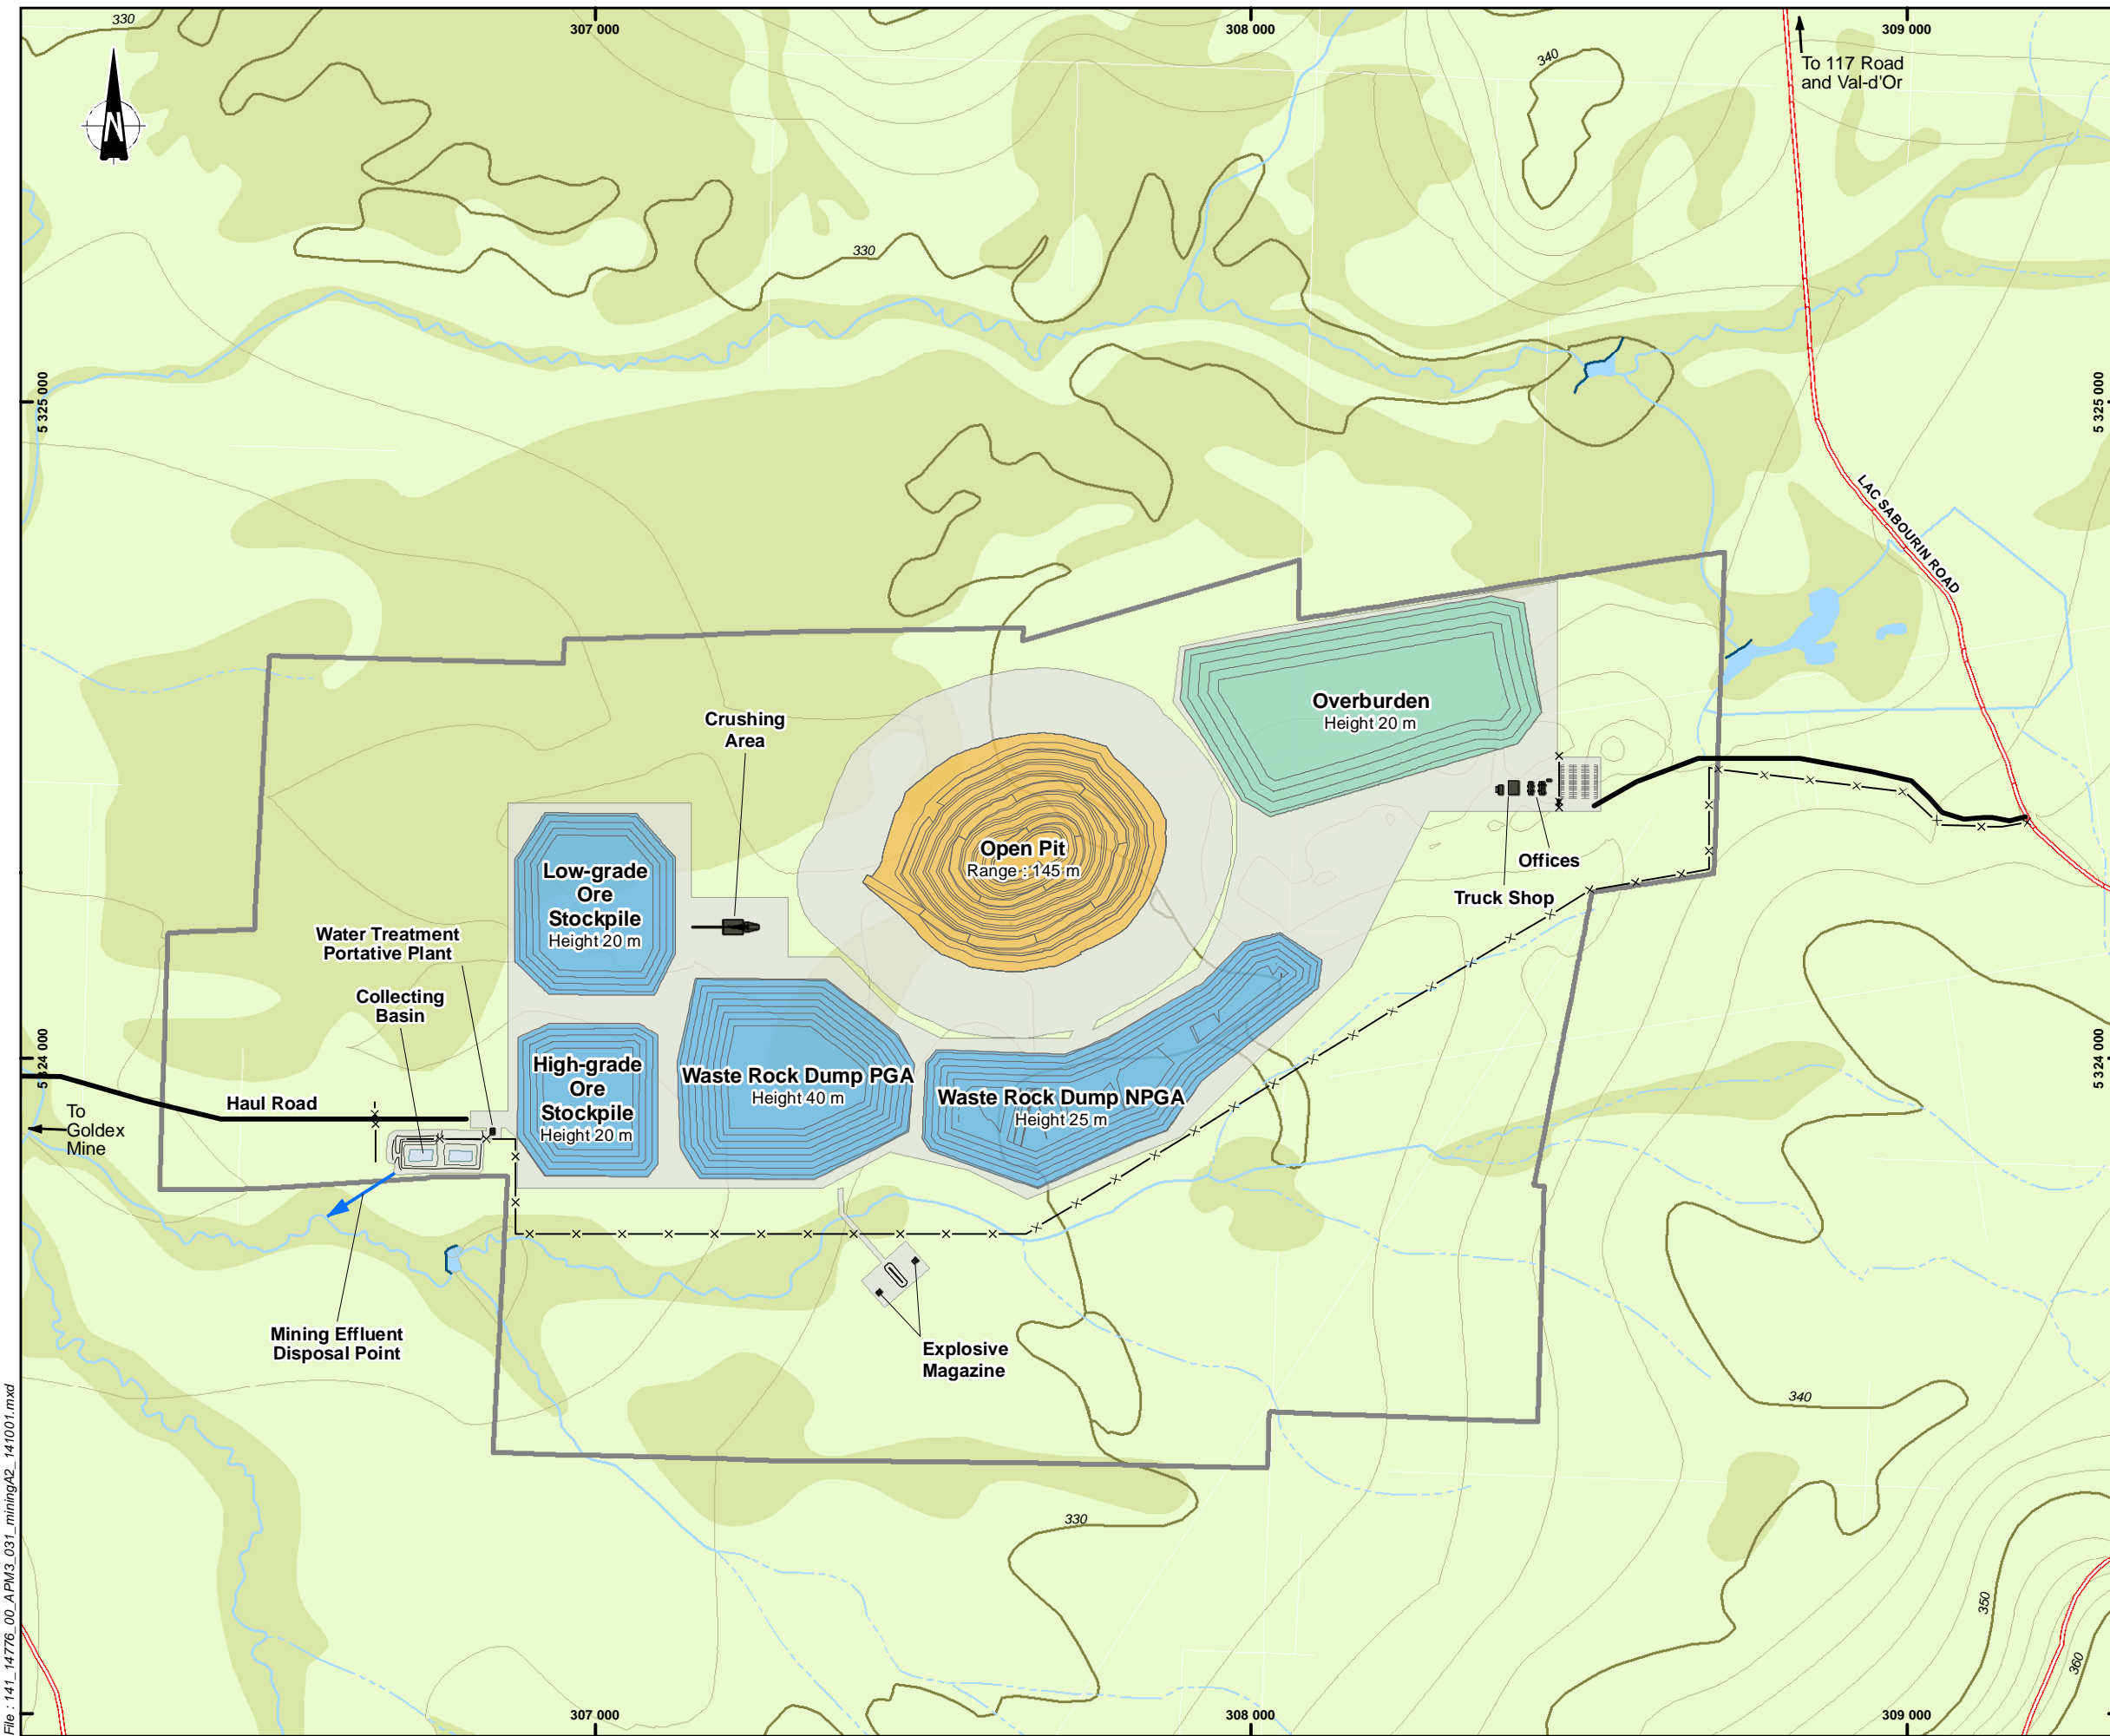 330
307 000
308 000
309 000
To 117 Road
and Val-d'Or
340
N
330
5 325 000
5 325 000
LAC SABOURIN ROAD
Overburden
Height 20 m
Crushing
Area
Open Pit
Range : 145 m
Offices
Truck Shop
Low-grade
Ore
Stockpile
Height 20 m
Water Treatment
Portative Plant
Collecting
Basin
5 324 000
5 324 000
High-grade
Ore
Stockpile
Height 20 m
Waste Rock Dump PGA
Height 40 m
Waste Rock Dump NPGA
Height 25 m
Haul Road
To
Goldex
Mine
Mining Effluent
Disposal Point
Explosive
Magazine
340
330
350
360
307 000
308 000
309 000
File : 141_14776_00_APM3_031_miningA2_141001.mxd